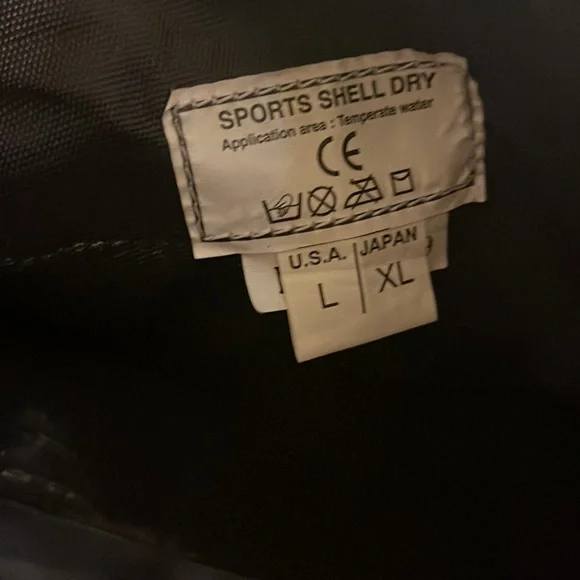 SPORTS SHELL DRY
Application area : Temperate water
CE
U.S.A. JAPAN
L XL